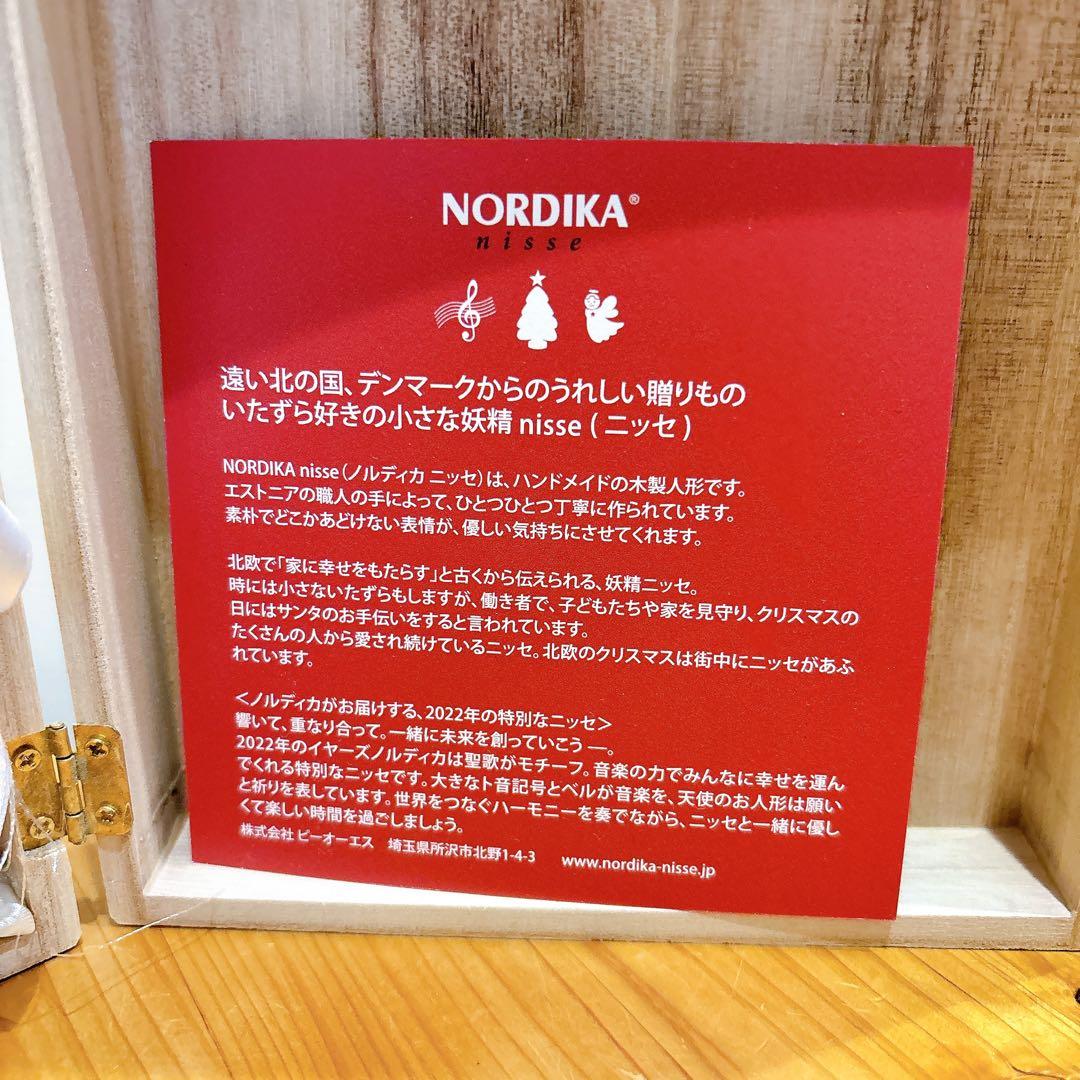 NORDIKA®
nisse
遠い北の国、デンマークからのうれしい贈りもの
いたずら好きの小さな妖精 nisse ( ニッセ )
NORDIKA nisse（ノルディカ ニッセ）は、ハンドメイドの木製人形です。
エストニアの職人の手によって、ひとつひとつ丁寧に作られています。
素朴でどこかあどけない表情が、優しい気持ちにさせてくれます。
北欧で「家に幸せをもたらす」と古くから伝えられる、妖精ニッセ。
時には小さないたずらもしますが、働き者で、子どもたちや家を見守り、クリスマスの
日にはサンタのお手伝いをすると言われています。
たくさんの人から愛され続けているニッセ。北欧のクリスマスは街中にニッセがあふ
れています。
＜ノルディカがお届けする、2022年の特別なニッセ＞
響いて、重なり合って。一緒に未来を創っていこう ―。
2022年のイヤーズノルディカは聖歌がモチーフ。音楽の力でみんなに幸せを運ん
でくれる特別なニッセです。大きなト音記号とベルが音楽を、天使のお人形は願い
と祈りを表しています。世界をつなぐハーモニーを奏でながら、ニッセと一緒に優し
くて楽しい時間を過ごしましょう。
株式会社 ピーオーエス 埼玉県所沢市北野1-4-3 www.nordika-nisse.jp